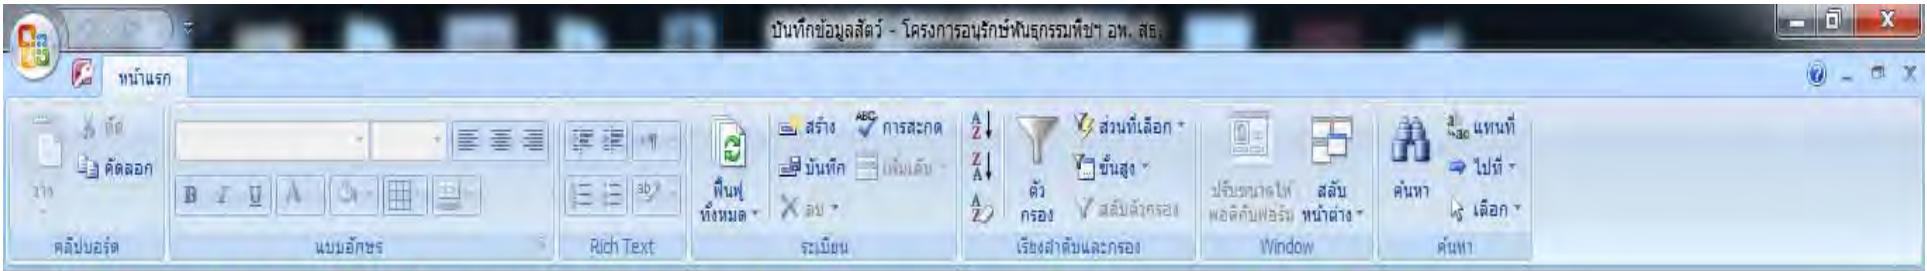 บันทึกข้อมูลสัตว์ - โครงการอนุรักษ์พันธุกรรมพืชฯ อพ. สธ.
หน้าแรก
วาง
ตัด
คัดลอก
คลิปบอร์ด
B I U A
แบบอักษร
Rich Text
ฟื้นฟู
ทั้งหมด
สร้าง
บันทึก
ลบ
การสะกด
เพิ่มเติม
ระเบียน
ตัว
กรอง
ส่วนที่เลือก
ขั้นสูง
สลับตัวกรอง
เรียงลำดับและกรอง
ปรับขนาดให้
พอดีกับฟอร์ม
สลับ
หน้าต่าง
Window
ค้นหา
แทนที่
ไปที่
เลือก
ค้นหา